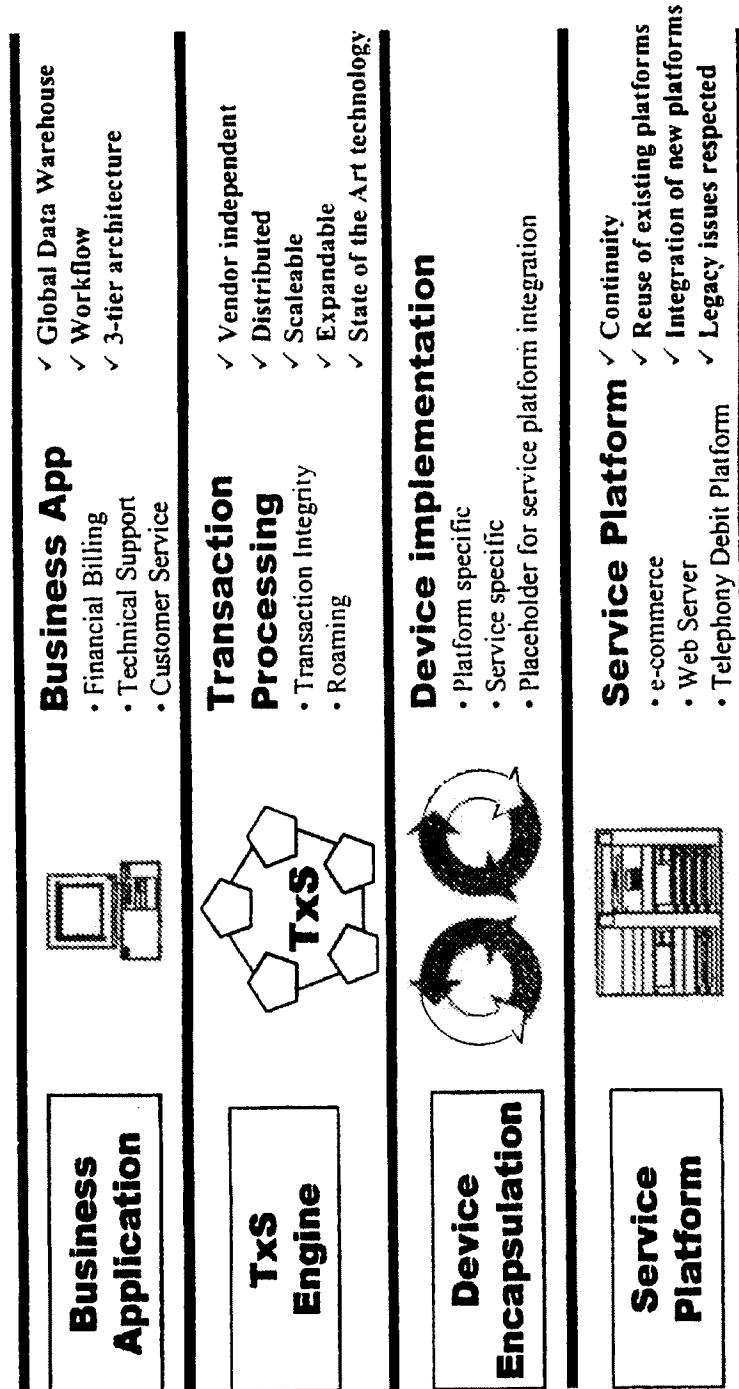 Business
Application
Business App
• Financial Billing
• Technical Support
• Customer Service
✓ Global Data Warehouse
✓ Workflow
✓ 3-tier architecture
TxS
Engine
TxS
Transaction
Processing
• Transaction Integrity
• Roaming
✓ Vendor independent
✓ Distributed
✓ Scaleable
✓ Expandable
✓ State of the Art technology
Device
Encapsulation
Device implementation
• Platform specific
• Service specific
• Placeholder for service platform integration
Service
Platform
Service Platform
• e-commerce
• Web Server
• Telephony Debit Platform
✓ Continuity
✓ Reuse of existing platforms
✓ Integration of new platforms
✓ Legacy issues respected